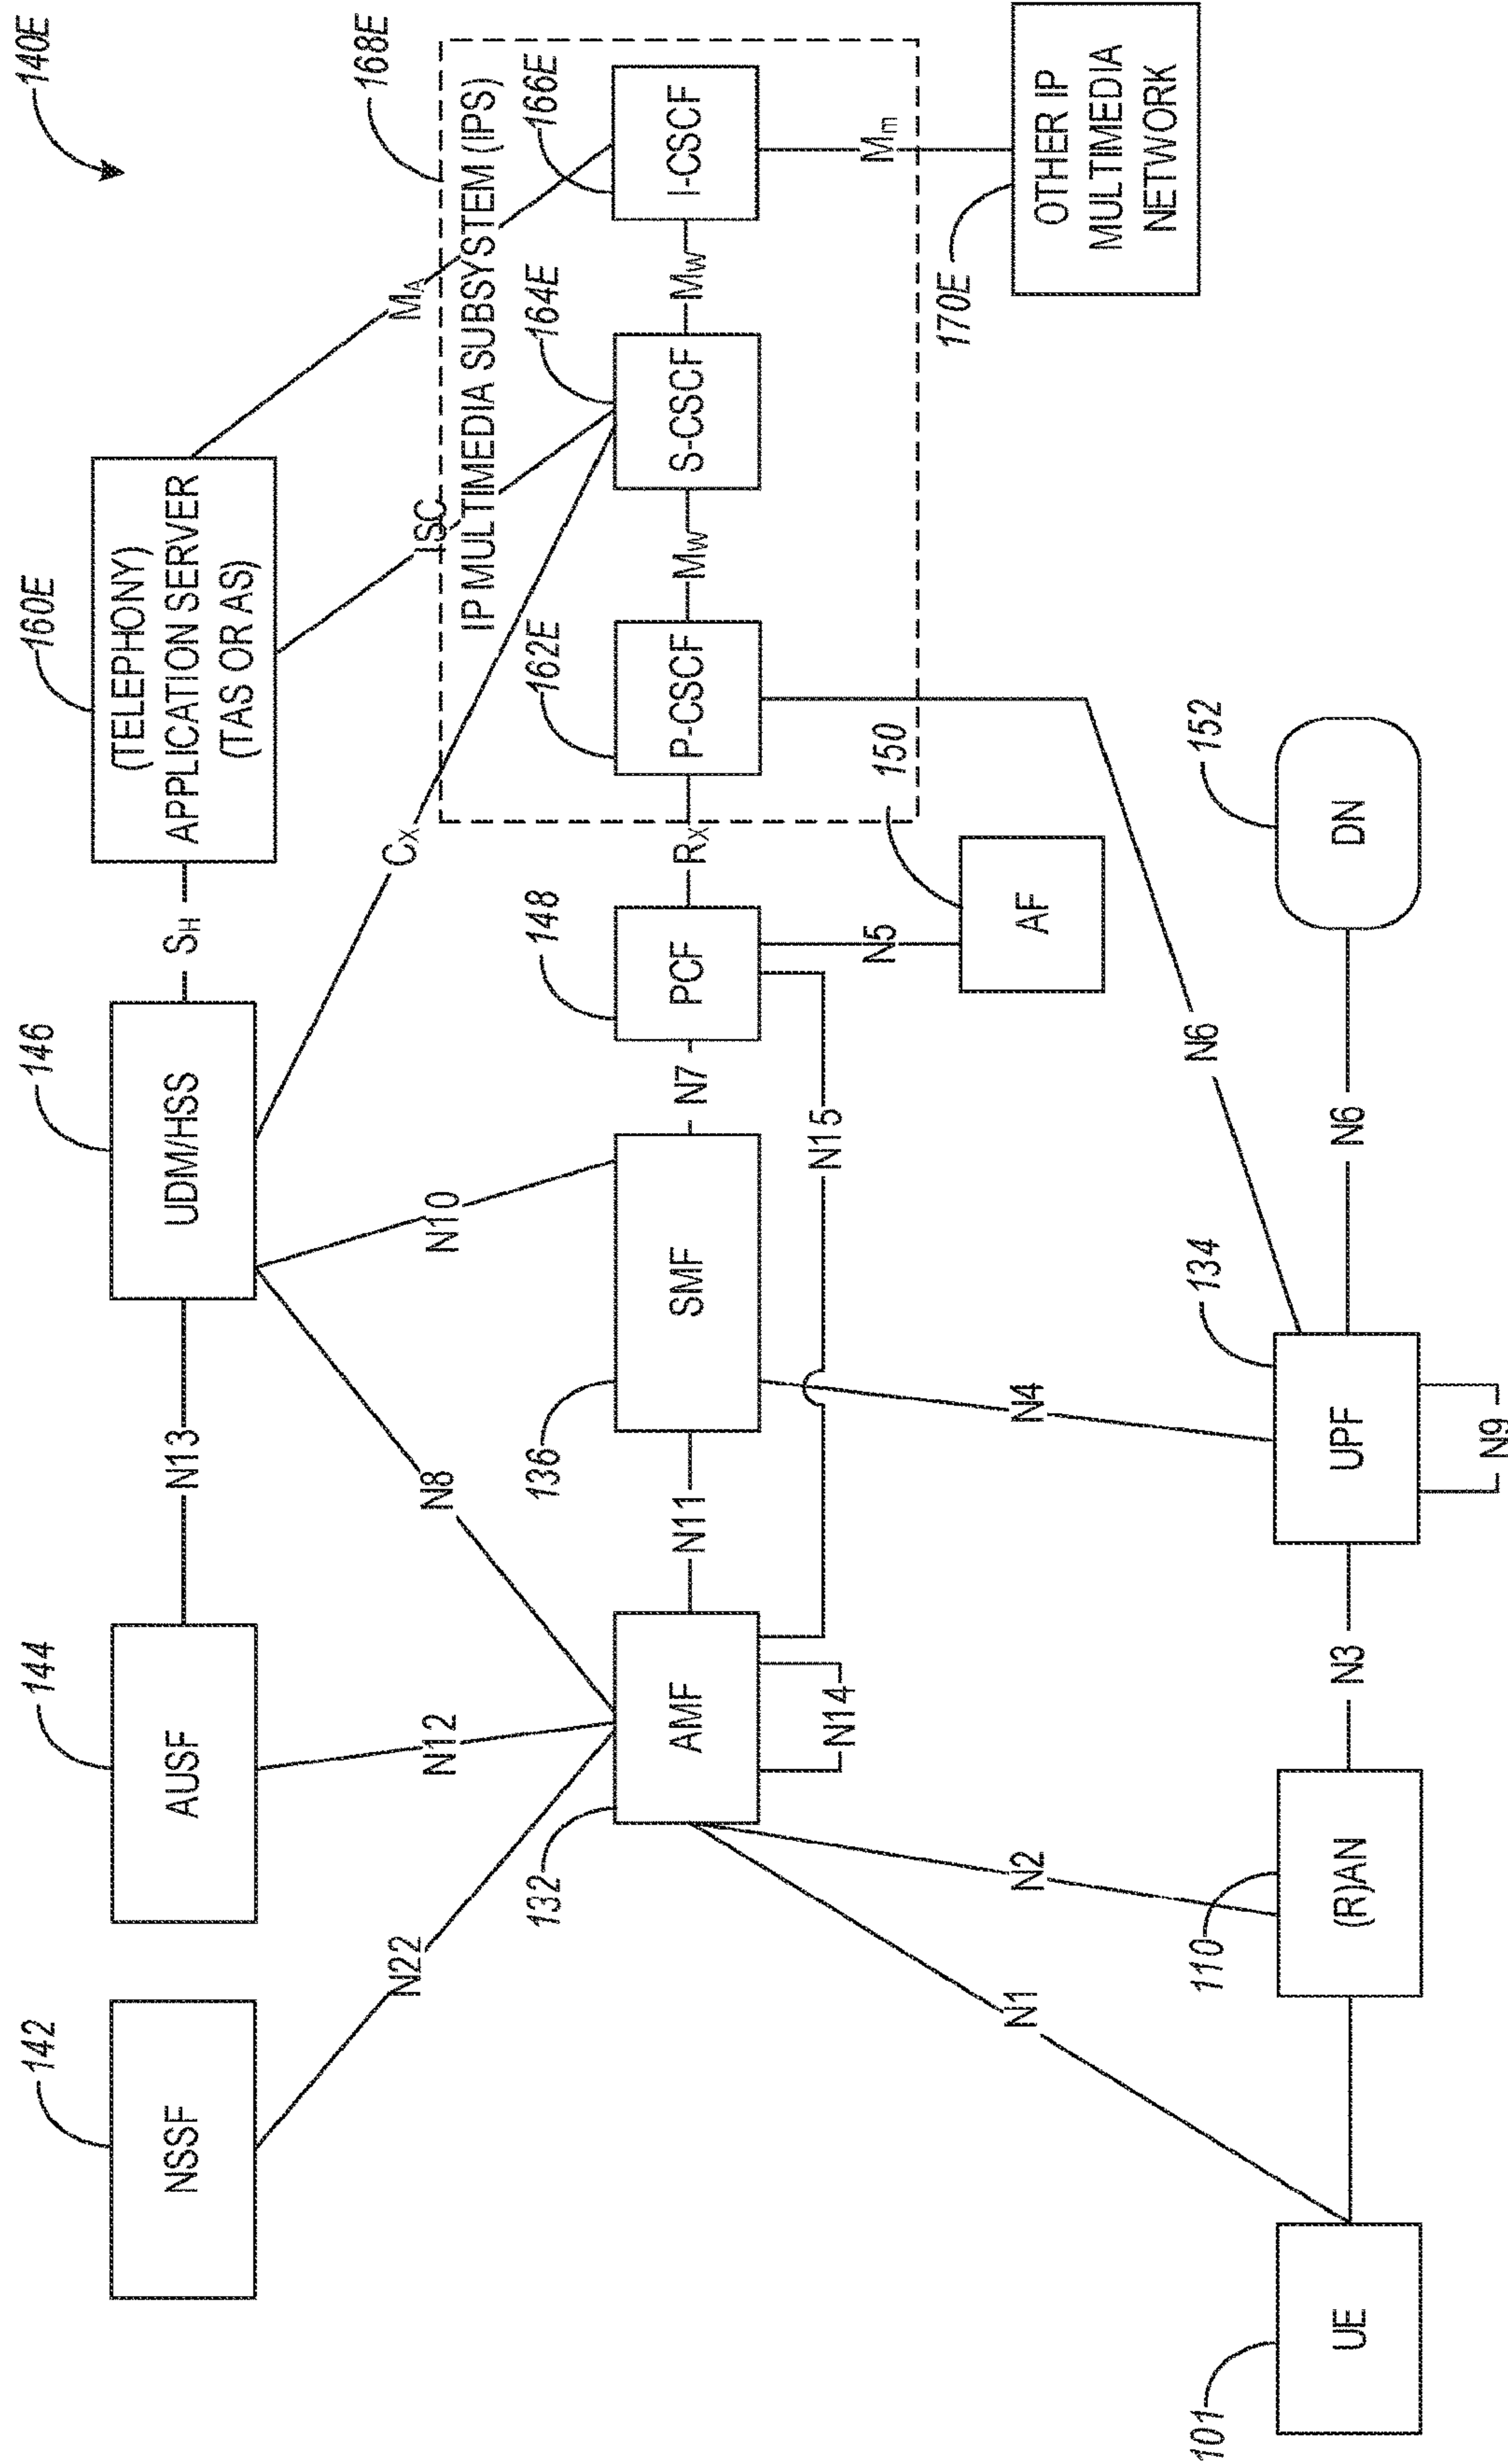 140E
142
144
146
160E
NSSF
AUSF
N13
UDM/HSS
SH
(TELEPHONY)
APPLICATION SERVER
(TAS OR AS)
168E
N22
N12
N8
N10
CX
ISC
MA
IP MULTIMEDIA SUBSYSTEM (IPS)
132
136
148
162E
164E
166E
AMF
N11
SMF
N7
PCF
RX
P-CSCF
MW
S-CSCF
MW
I-CSCF
N14
N15
N5
150
Mm
AF
170E
OTHER IP
MULTIMEDIA
NETWORK
N1
N2
N4
N6
101
110
134
152
UE
(R)AN
N3
UPF
N6
DN
N9